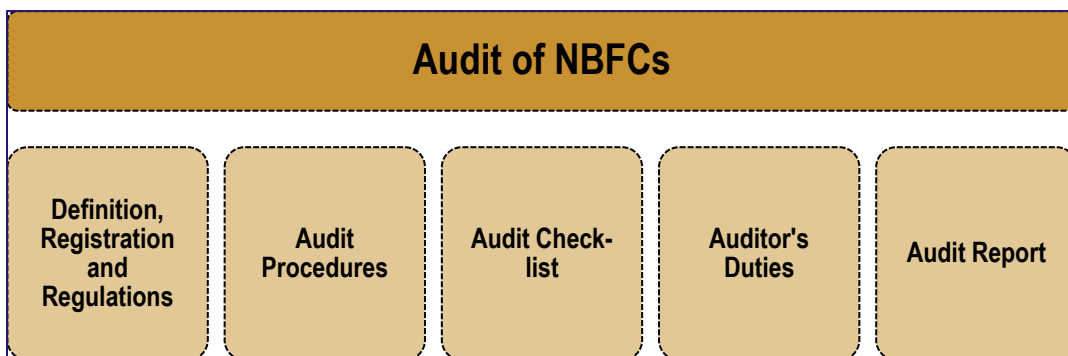 Audit of NBFCs
Definition,
Registration
and
Regulations
Audit
Procedures
Audit Check-
list
Auditor's
Duties
Audit Report